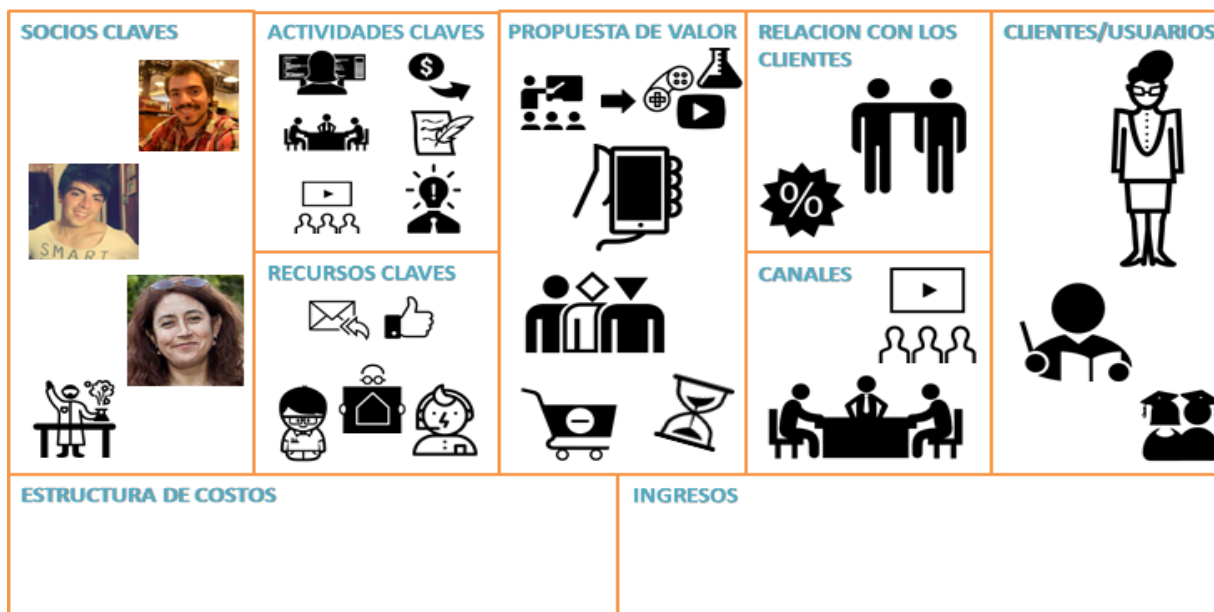 SOCIOS CLAVES
SMART
ACTIVIDADES CLAVES
$
RECURSOS CLAVES
PROPUESTA DE VALOR
RELACION CON LOS
CLIENTES
%
CANALES
CLIENTES/USUARIOS
ESTRUCTURA DE COSTOS
INGRESOS